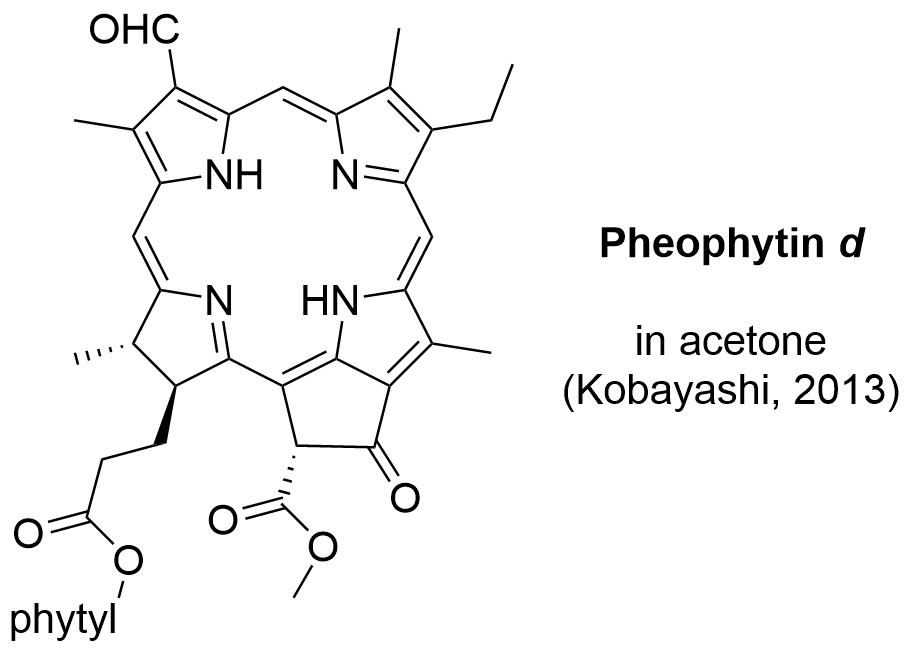 OHC
NH
N
N
HN
O
O
O
O
O
phytyl
Pheophytin d
in acetone
(Kobayashi, 2013)